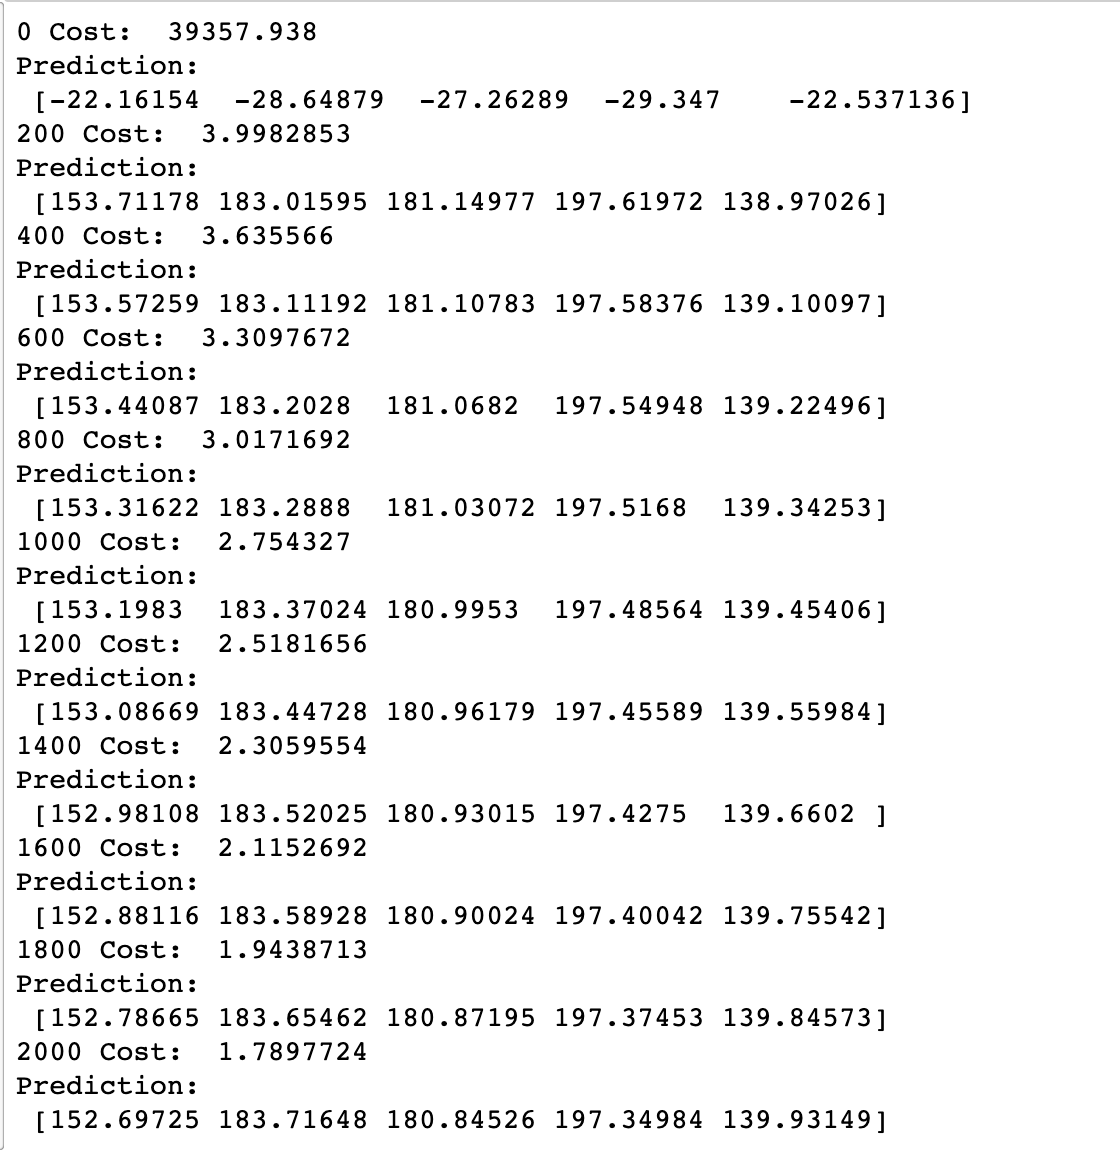 0 Cost:  39357.938
Prediction:
 [-22.16154  -28.64879  -27.26289  -29.347    -22.537136]
200 Cost:  3.9982853
Prediction:
 [153.71178 183.01595 181.14977 197.61972 138.97026]
400 Cost:  3.635566
Prediction:
 [153.57259 183.11192 181.10783 197.58376 139.10097]
600 Cost:  3.3097672
Prediction:
 [153.44087 183.2028  181.0682  197.54948 139.22496]
800 Cost:  3.0171692
Prediction:
 [153.31622 183.2888  181.03072 197.5168  139.34253]
1000 Cost:  2.754327
Prediction:
 [153.1983  183.37024 180.9953  197.48564 139.45406]
1200 Cost:  2.5181656
Prediction:
 [153.08669 183.44728 180.96179 197.45589 139.55984]
1400 Cost:  2.3059554
Prediction:
 [152.98108 183.52025 180.93015 197.4275  139.6602 ]
1600 Cost:  2.1152692
Prediction:
 [152.88116 183.58928 180.90024 197.40042 139.75542]
1800 Cost:  1.9438713
Prediction:
 [152.78665 183.65462 180.87195 197.37453 139.84573]
2000 Cost:  1.7897724
Prediction:
 [152.69725 183.71648 180.84526 197.34984 139.93149]